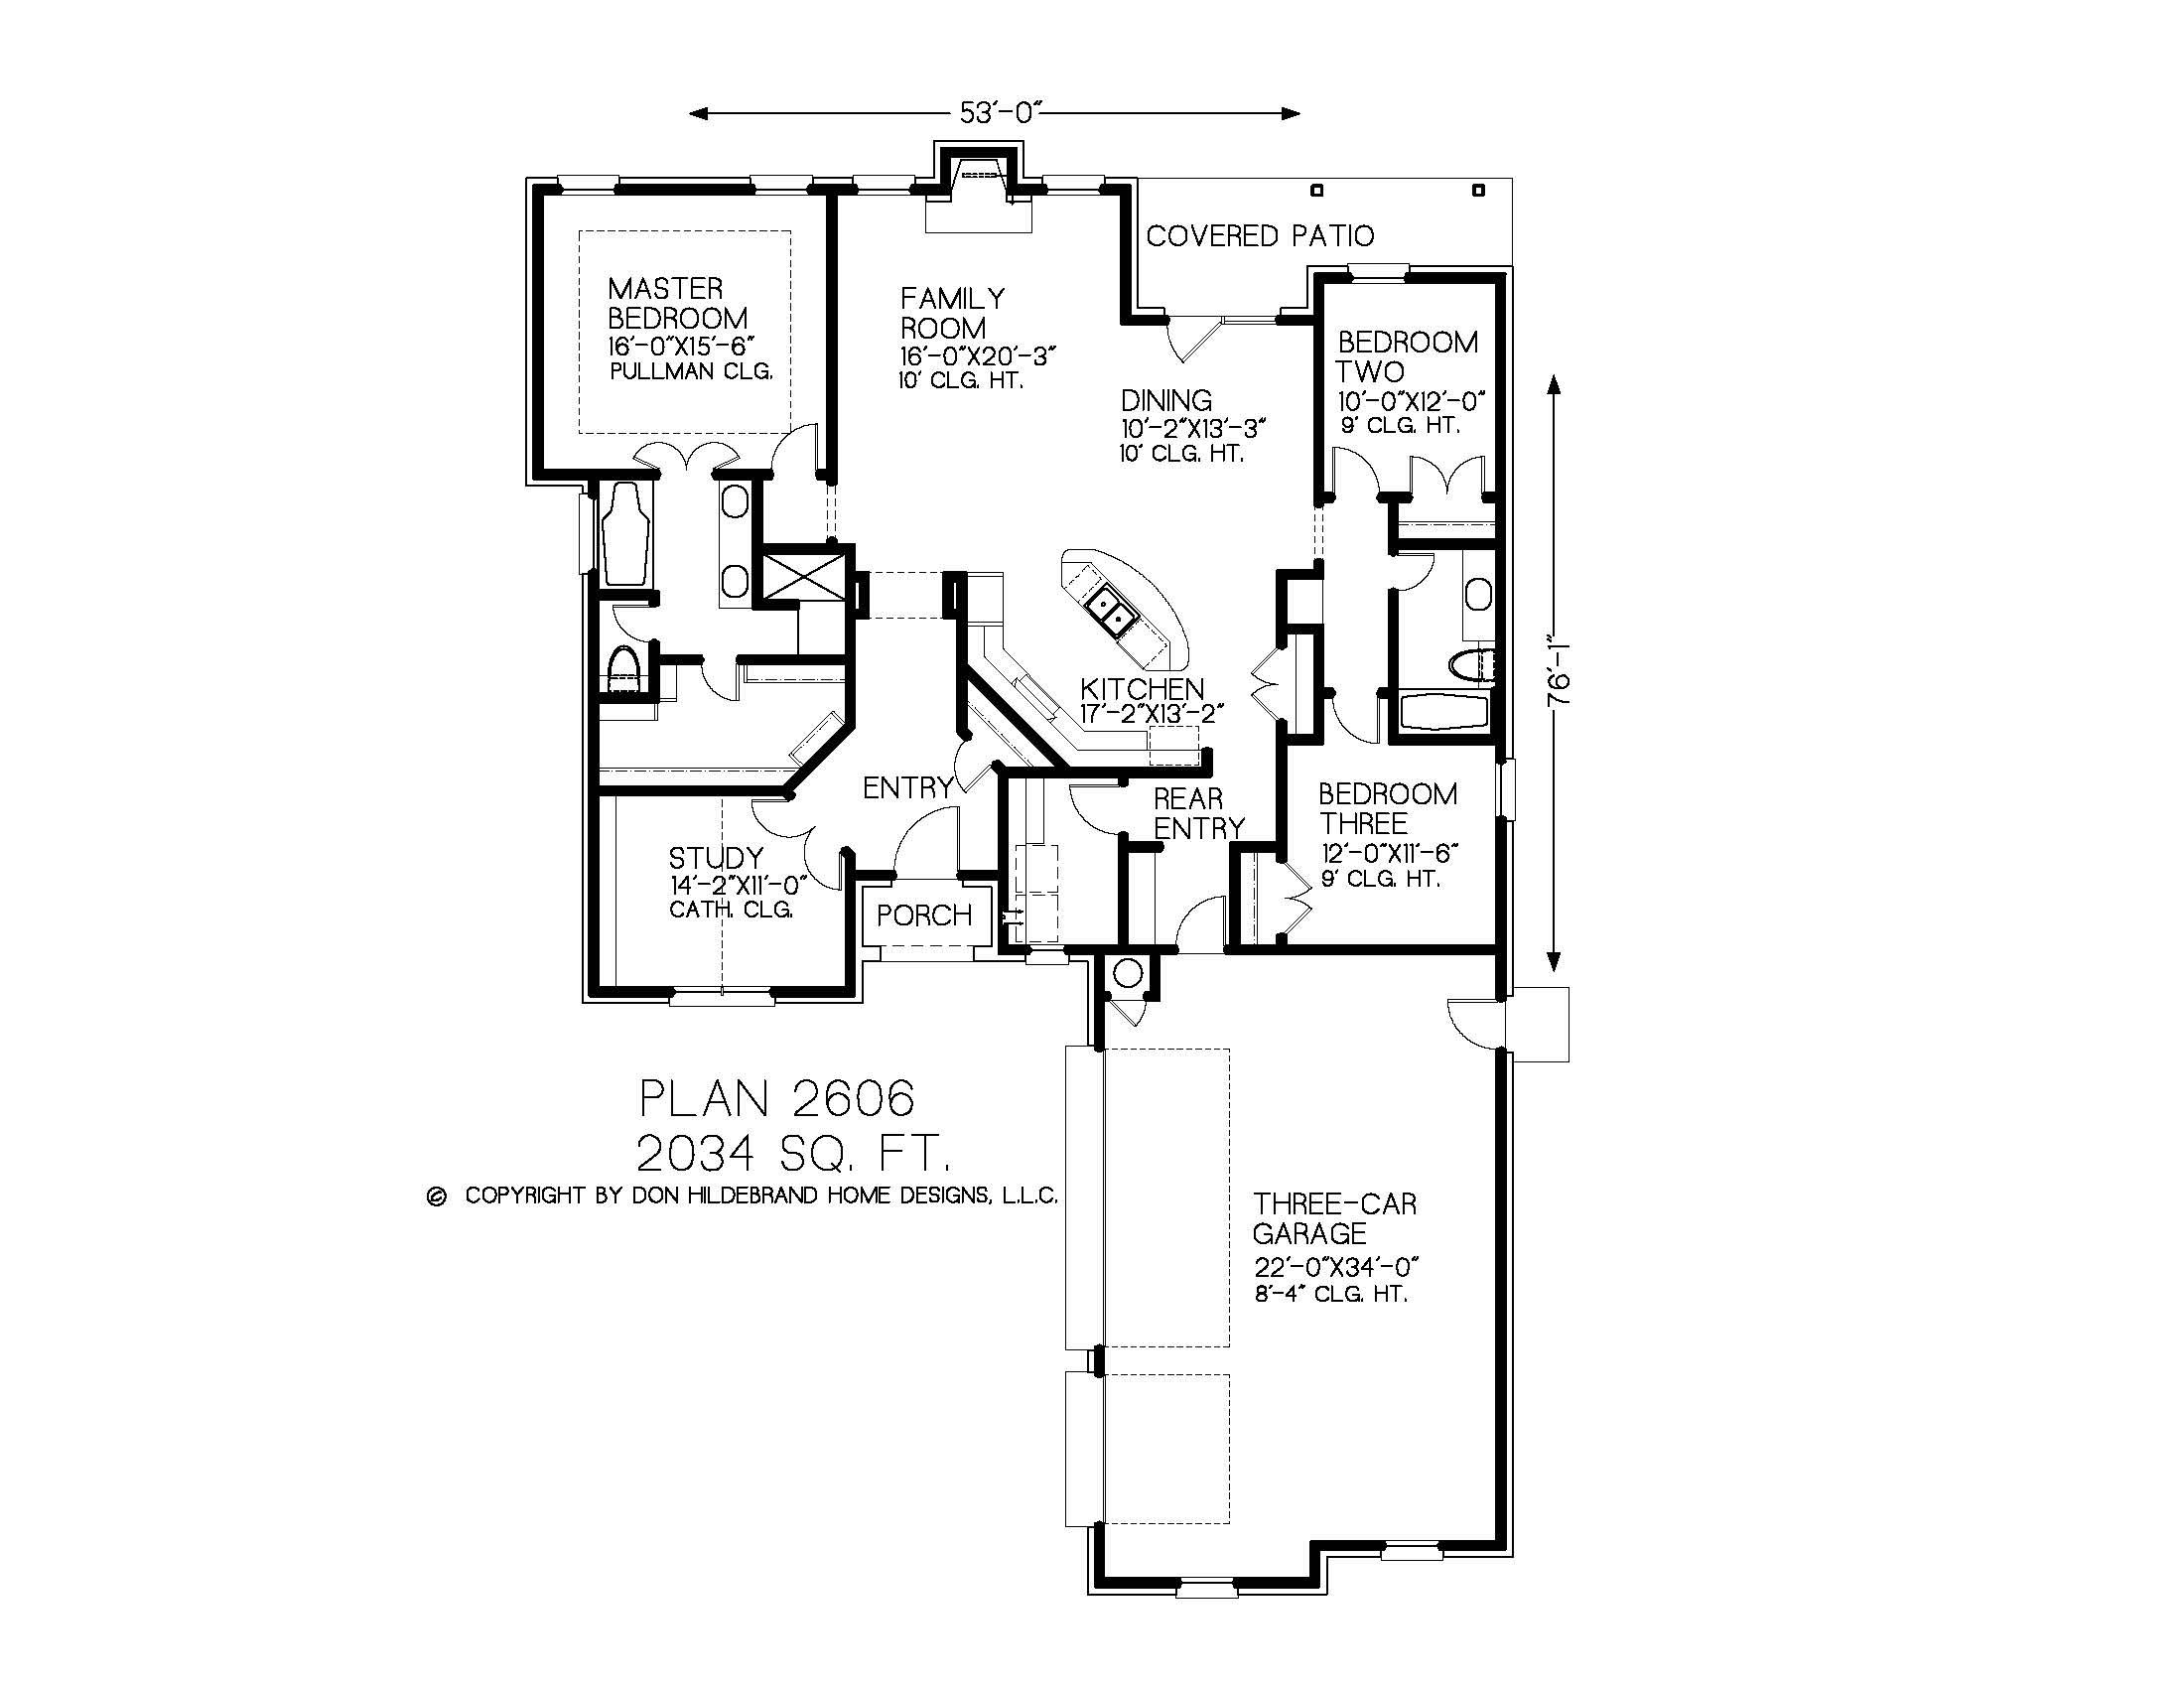 53'-0"
COVERED PATIO
MASTER
BEDROOM
16'-0"X15'-6"
PULLMAN CLG.
FAMILY
ROOM
16'-0"X20'-3"
10' CLG. HT.
DINING
10'-2"X13'-3"
10' CLG. HT.
BEDROOM
TWO
10'-0"X12'-0"
9' CLG. HT.
76'-1"
KITCHEN
17'-2"X13'-2"
ENTRY
REAR
ENTRY
BEDROOM
THREE
12'-0"X11'-6"
9' CLG. HT.
STUDY
14'-2"X11'-0"
CATH. CLG.
PORCH
PLAN 2606
2034 SQ. FT.
© COPYRIGHT BY DON HILDEBRAND HOME DESIGNS, L.L.C.
THREE-CAR
GARAGE
22'-0"X34'-0"
8'-4" CLG. HT.